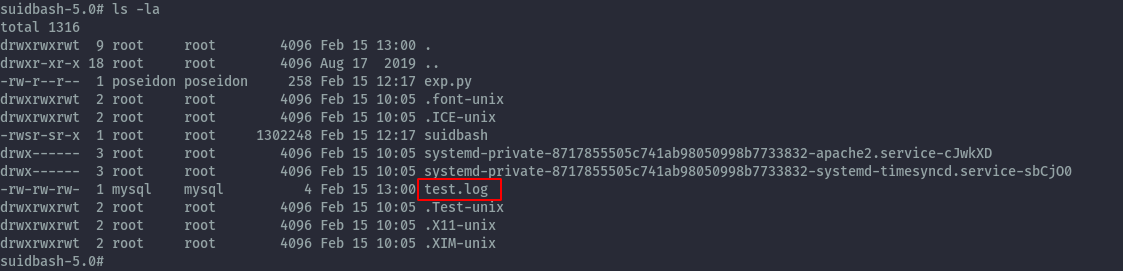 suidbash-5.0# ls -la
total 1316
drwxrwxrwt  9 root     root        4096 Feb 15 13:00 .
drwxr-xr-x 18 root     root        4096 Aug 17  2019 ..
-rw-r--r--  1 poseidon poseidon     258 Feb 15 12:17 exp.py
drwxrwxrwt  2 root     root        4096 Feb 15 10:05 .font-unix
drwxrwxrwt  2 root     root        4096 Feb 15 10:05 .ICE-unix
-rwsr-sr-x  1 root     root     1302248 Feb 15 12:17 suidbash
drwx------  3 root     root        4096 Feb 15 10:05 systemd-private-8717855505c741ab98050998b7733832-apache2.service-cJwkXD
drwx------  3 root     root        4096 Feb 15 10:05 systemd-private-8717855505c741ab98050998b7733832-systemd-timesyncd.service-sbCjO0
-rw-rw-rw-  1 mysql    mysql          4 Feb 15 13:00 test.log
drwxrwxrwt  2 root     root        4096 Feb 15 10:05 .Test-unix
drwxrwxrwt  2 root     root        4096 Feb 15 10:05 .X11-unix
drwxrwxrwt  2 root     root        4096 Feb 15 10:05 .XIM-unix
suidbash-5.0#